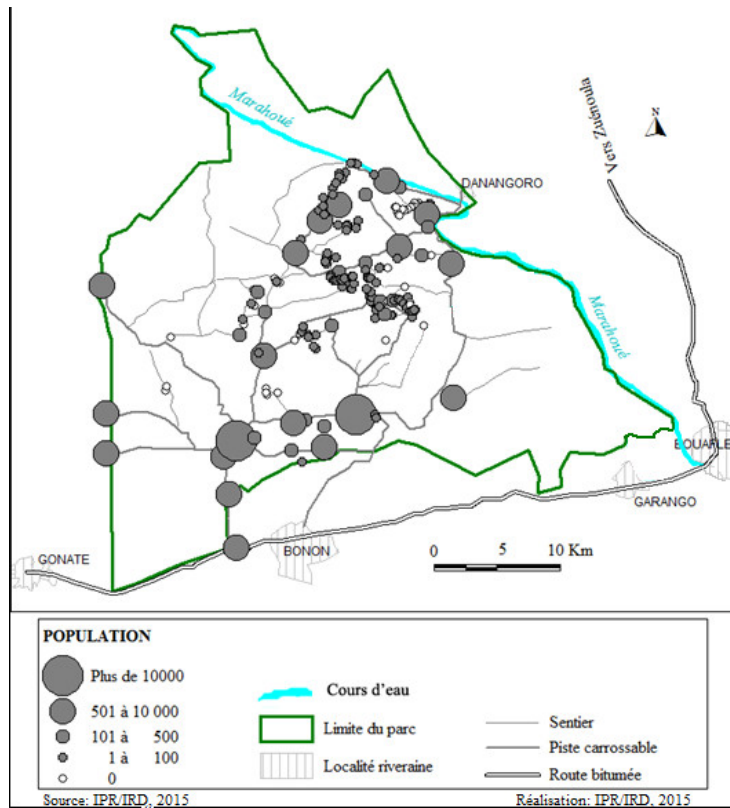 Marahoué
Vers Zuénoula
N
DANANGORO
Marahoué
BOUAFLE
GARANGO
BONON
GONATE
0 5 10 Km
POPULATION
Plus de 10000
501 à 10 000
101 à 500
1 à 100
0
Cours d'eau
Limite du parc
Localité riveraine
Sentier
Piste carrossable
Route bitumée
Source: IPR/IRD, 2015
Réalisation: IPR/IRD, 2015